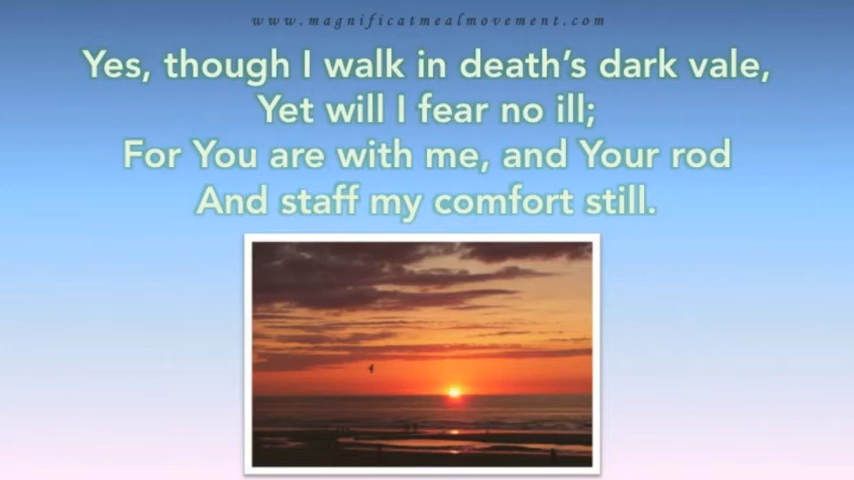 www.magnificatmealmovement.com
Yes, though I walk in death's dark vale,
Yet will I fear no ill;
For You are with me, and Your rod
And staff my comfort still.